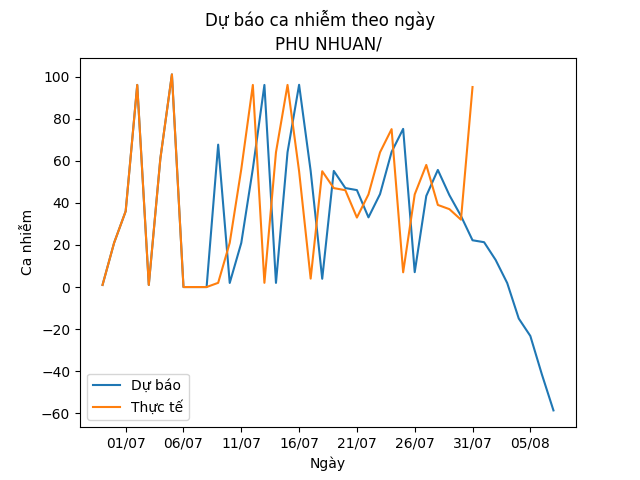 Dự báo ca nhiễm theo ngày
PHU NHUAN/
100
80
60
40
20
0
−20
−40
−60
Ca nhiễm
Dự báo
Thực tế
01/07 06/07 11/07 16/07 21/07 26/07 31/07 05/08
Ngày